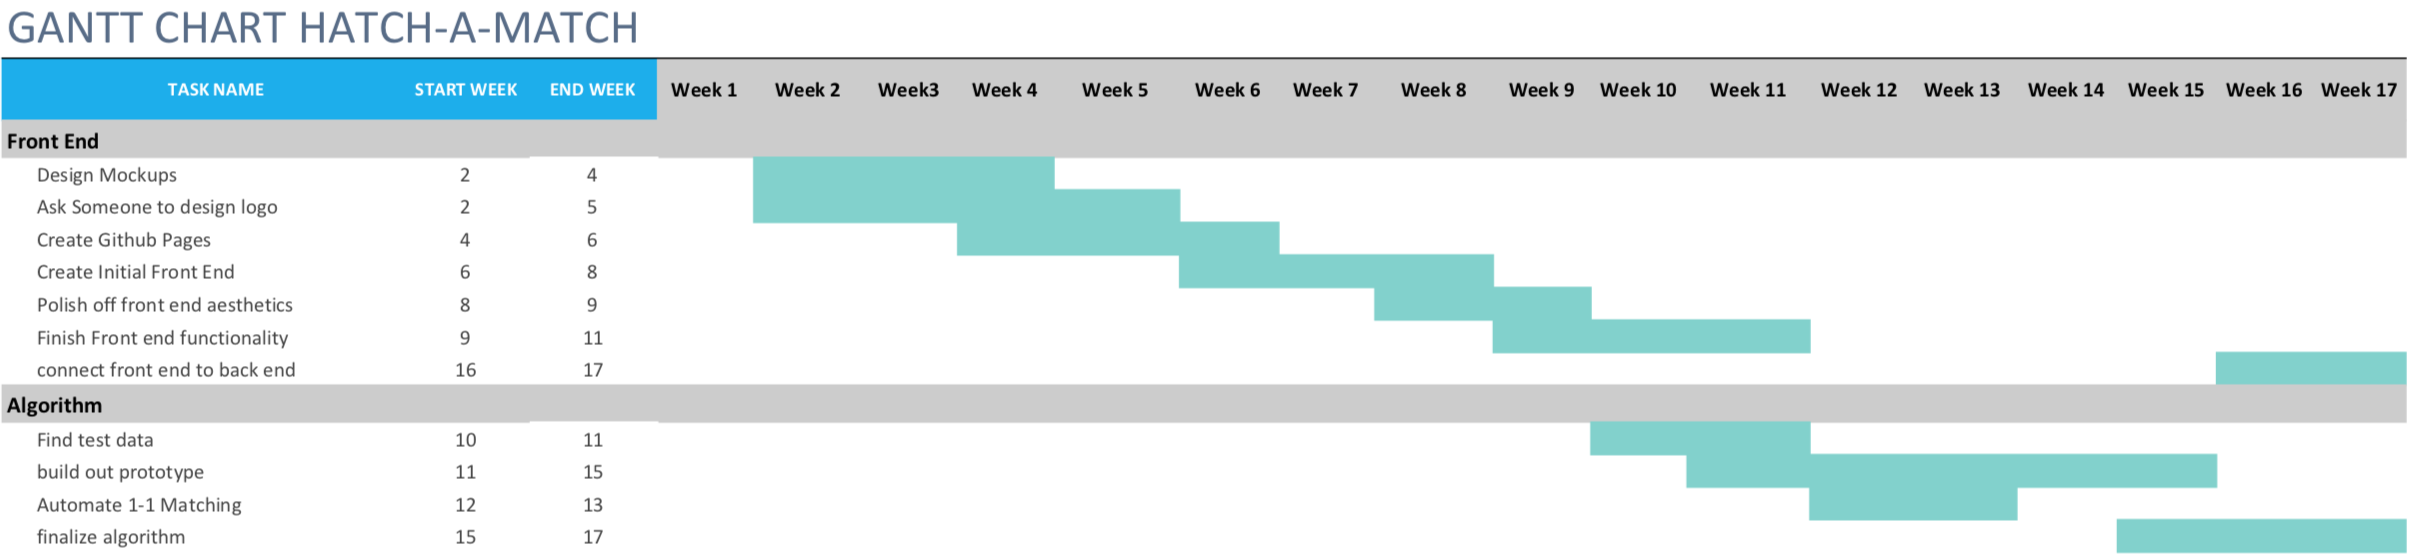 GANTT CHART HATCH-A-MATCH
TASK NAME START WEEK END WEEK Week 1 Week 2 Week3 Week 4 Week 5 Week 6 Week 7 Week 8 Week 9 Week 10 Week 11 Week 12 Week 13 Week 14 Week 15 Week 16 Week 17
Front End
Design Mockups 2 4
Ask Someone to design logo 2 5
Create Github Pages 4 6
Create Initial Front End 6 8
Polish off front end aesthetics 8 9
Finish Front end functionality 9 11
connect front end to back end 16 17
Algorithm
Find test data 10 11
build out prototype 11 15
Automate 1-1 Matching 12 13
finalize algorithm 15 17